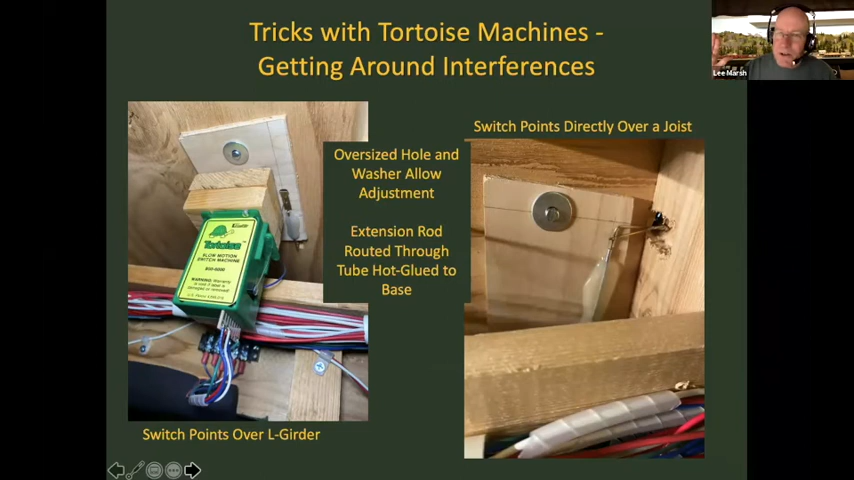 Tricks with Tortoise Machines -
Getting Around Interferences
Lee Marsh
Switch Points Directly Over a Joist
Oversized Hole and
Washer Allow
Adjustment
Extension Rod
Routed Through
Tube Hot-Glued to
Base
Tortoise
SLOW MOTION
SWITCH MACHINE
Switch Points Over L-Girder